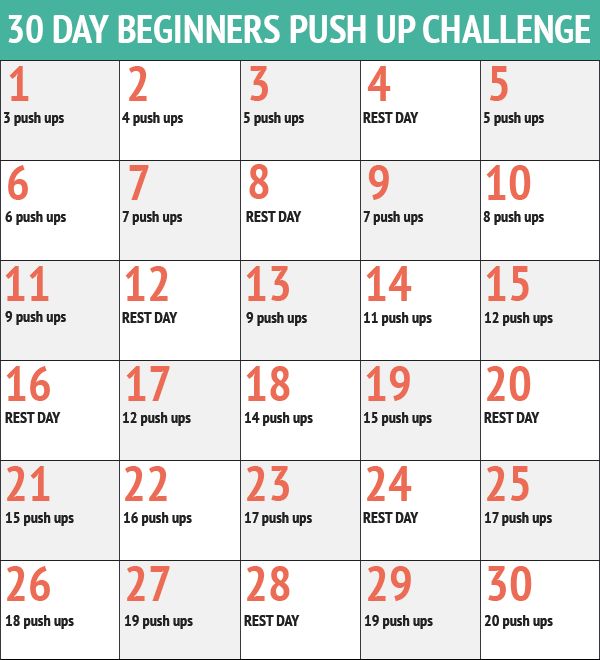 30 DAY BEGINNERS PUSH UP CHALLENGE
1
3 push ups
2
4 push ups
3
5 push ups
4
REST DAY
5
5 push ups
6
6 push ups
7
7 push ups
8
REST DAY
9
7 push ups
10
8 push ups
11
9 push ups
12
REST DAY
13
9 push ups
14
11 push ups
15
12 push ups
16
REST DAY
17
12 push ups
18
14 push ups
19
15 push ups
20
REST DAY
21
15 push ups
22
16 push ups
23
17 push ups
24
REST DAY
25
17 push ups
26
18 push ups
27
19 push ups
28
REST DAY
29
19 push ups
30
20 push ups